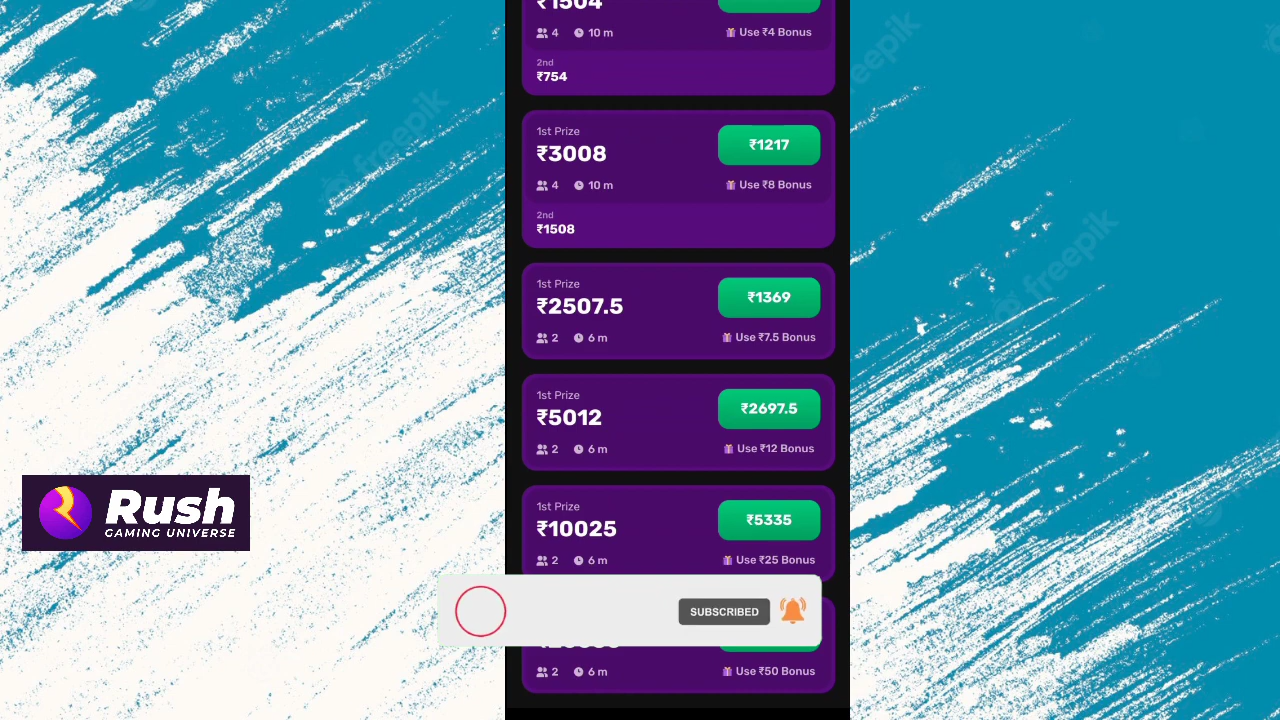 ₹1504
4 10 m Use ₹4 Bonus
2nd
₹754
1st Prize
₹3008
₹1217
4 10 m Use ₹8 Bonus
2nd
₹1508
1st Prize
₹2507.5
₹1369
2 6 m Use ₹7.5 Bonus
1st Prize
₹5012
₹2697.5
2 6 m Use ₹12 Bonus
1st Prize
₹10025
₹5335
2 6 m Use ₹25 Bonus
SUBSCRIBED
2 6 m Use ₹50 Bonus
Rush
GAMING UNIVERSE
freepik
freepik
freepik